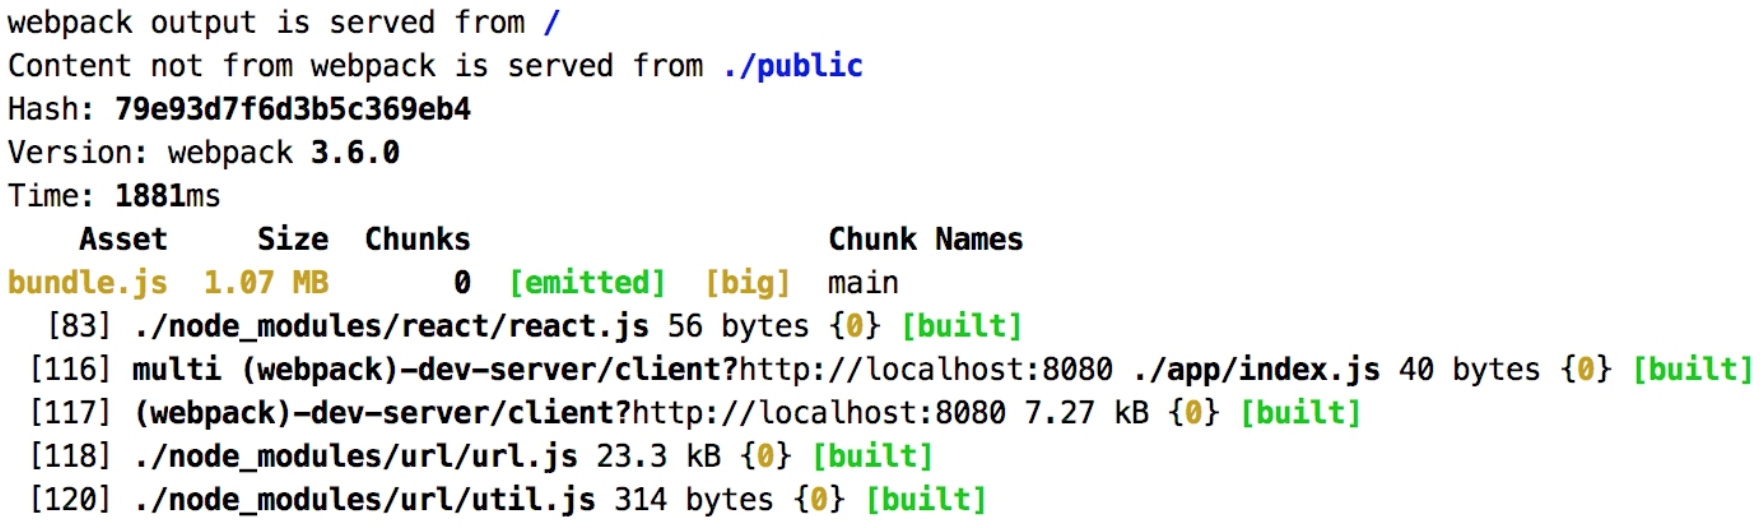 webpack output is served from /
Content not from webpack is served from ./public
Hash: 79e93d7f6d3b5c369eb4
Version: webpack 3.6.0
Time: 1881ms
Asset Size Chunks Chunk Names
bundle.js 1.07 MB 0 [emitted] [big] main
[83] ./node_modules/react/react.js 56 bytes {0} [built]
[116] multi (webpack)-dev-server/client?http://localhost:8080 ./app/index.js 40 bytes {0} [built]
[117] (webpack)-dev-server/client?http://localhost:8080 7.27 kB {0} [built]
[118] ./node_modules/url/url.js 23.3 kB {0} [built]
[120] ./node_modules/url/util.js 314 bytes {0} [built]